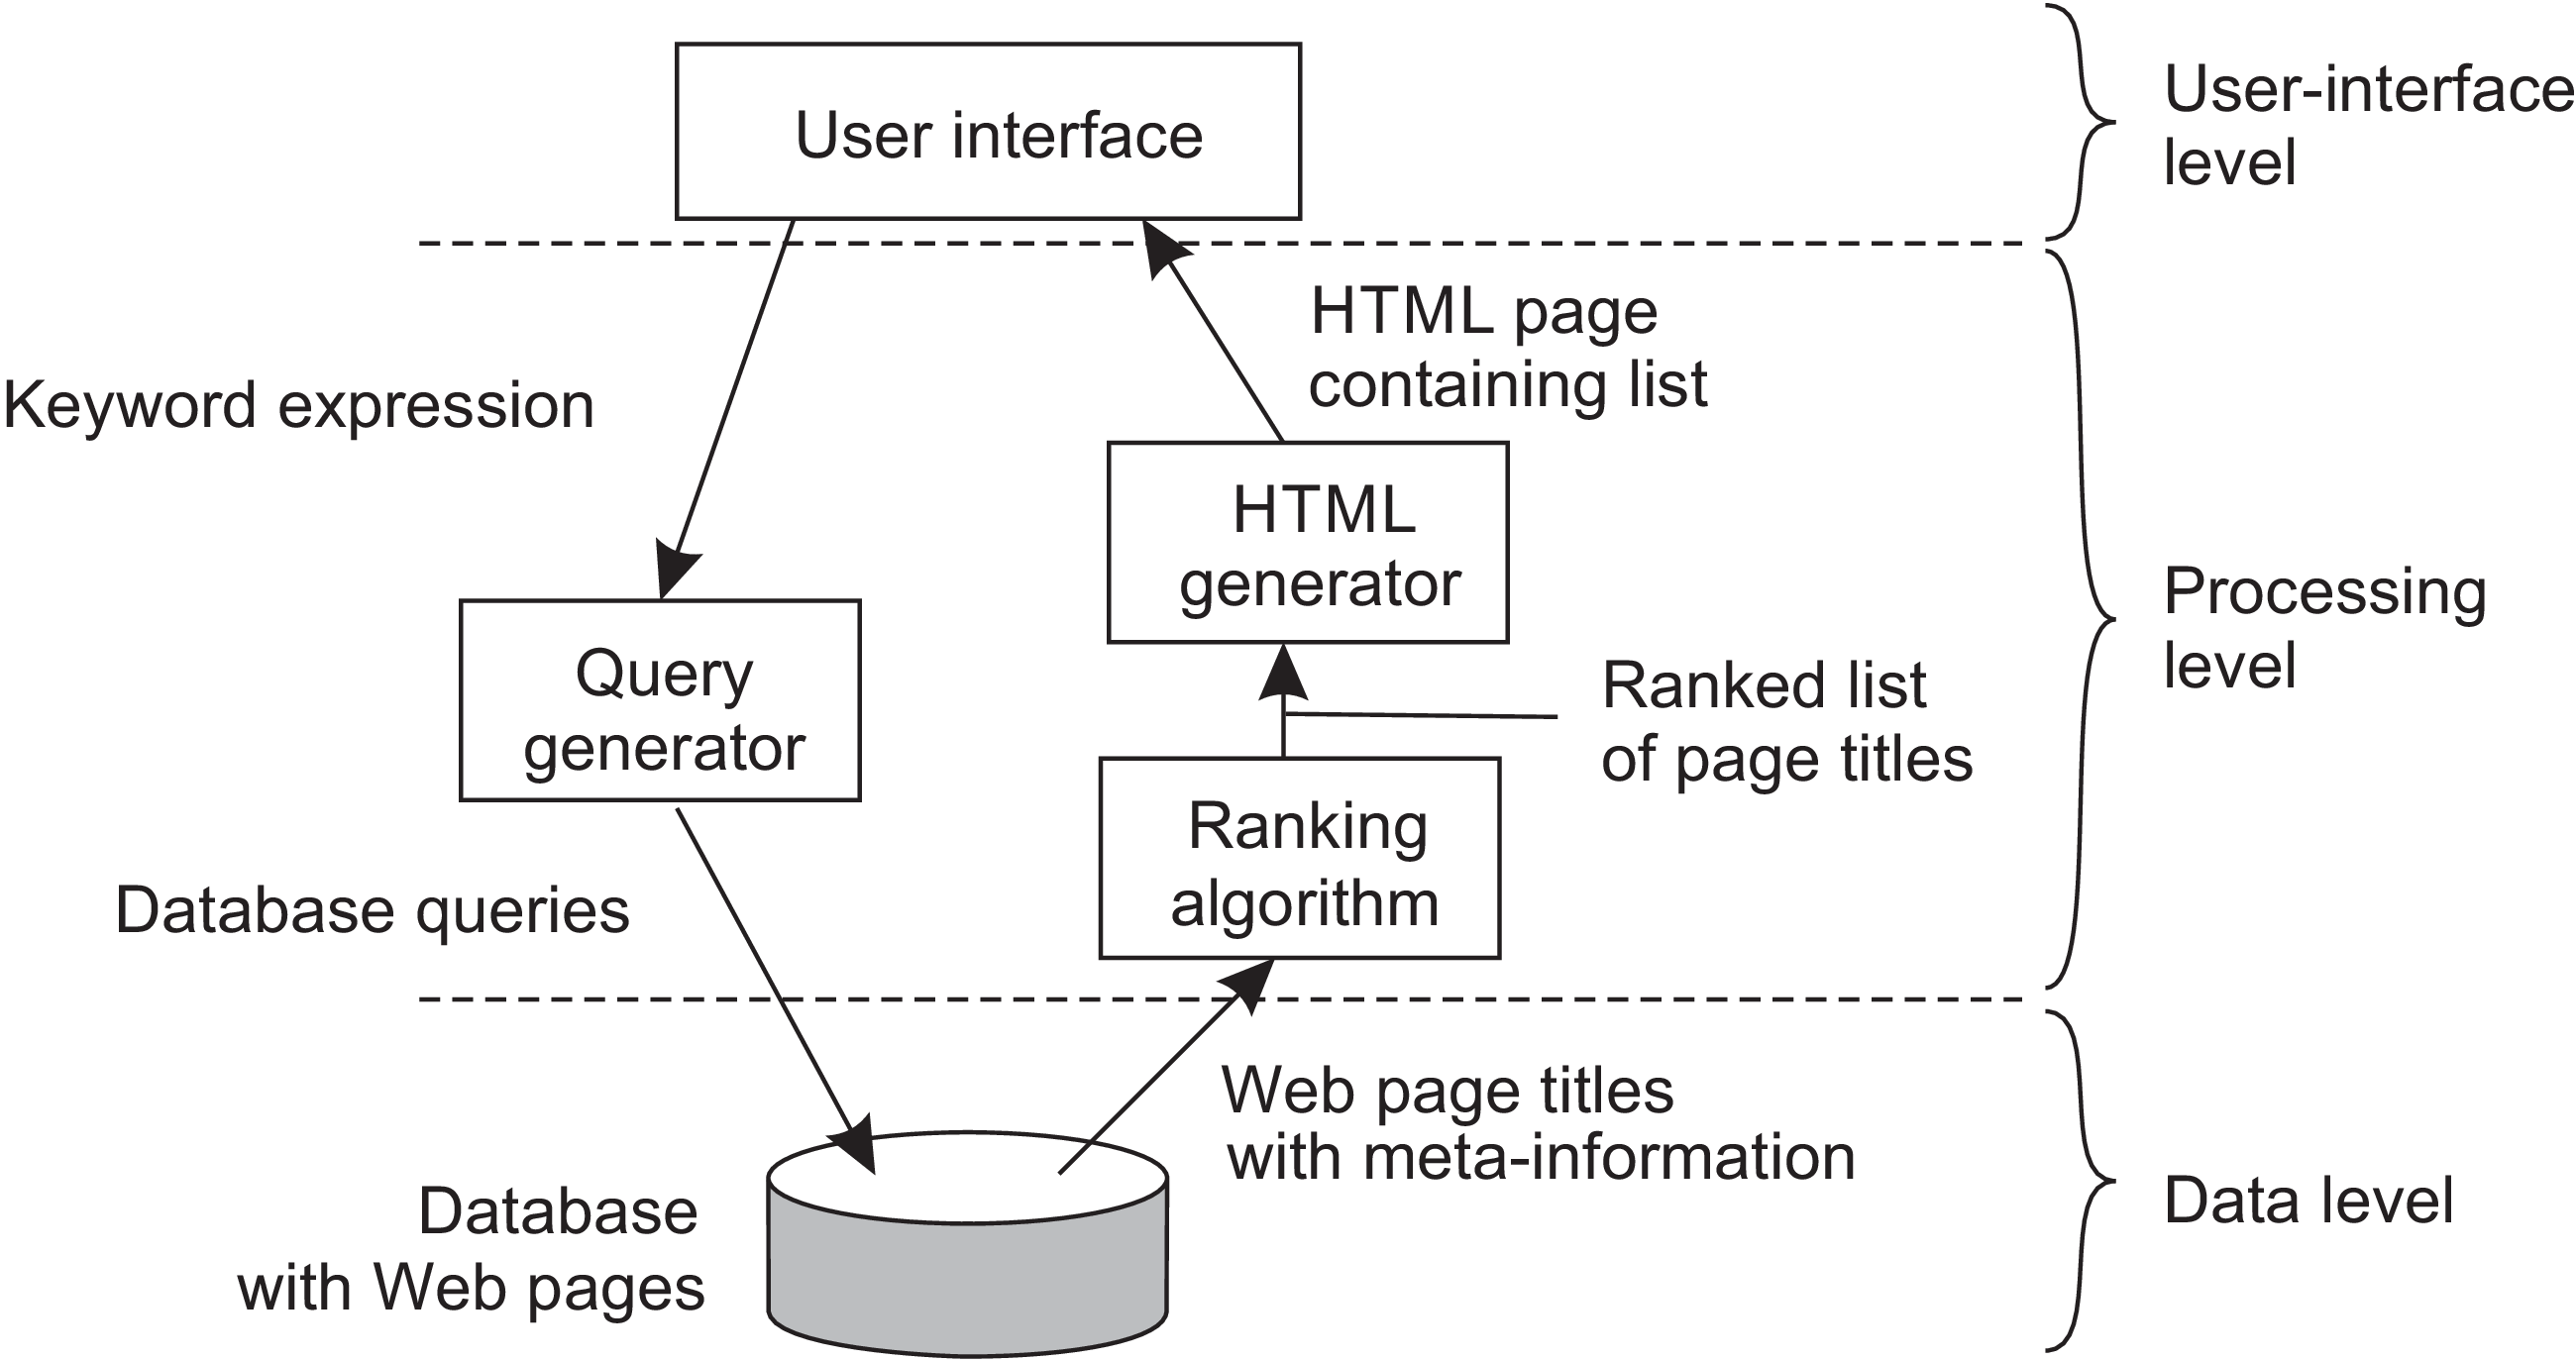 User interface
User-interface
level
HTML page
containing list
Keyword expression
HTML
generator
Processing
level
Query
generator
Ranked list
of page titles
Ranking
algorithm
Database queries
Web page titles
with meta-information
Database
with Web pages
Data level